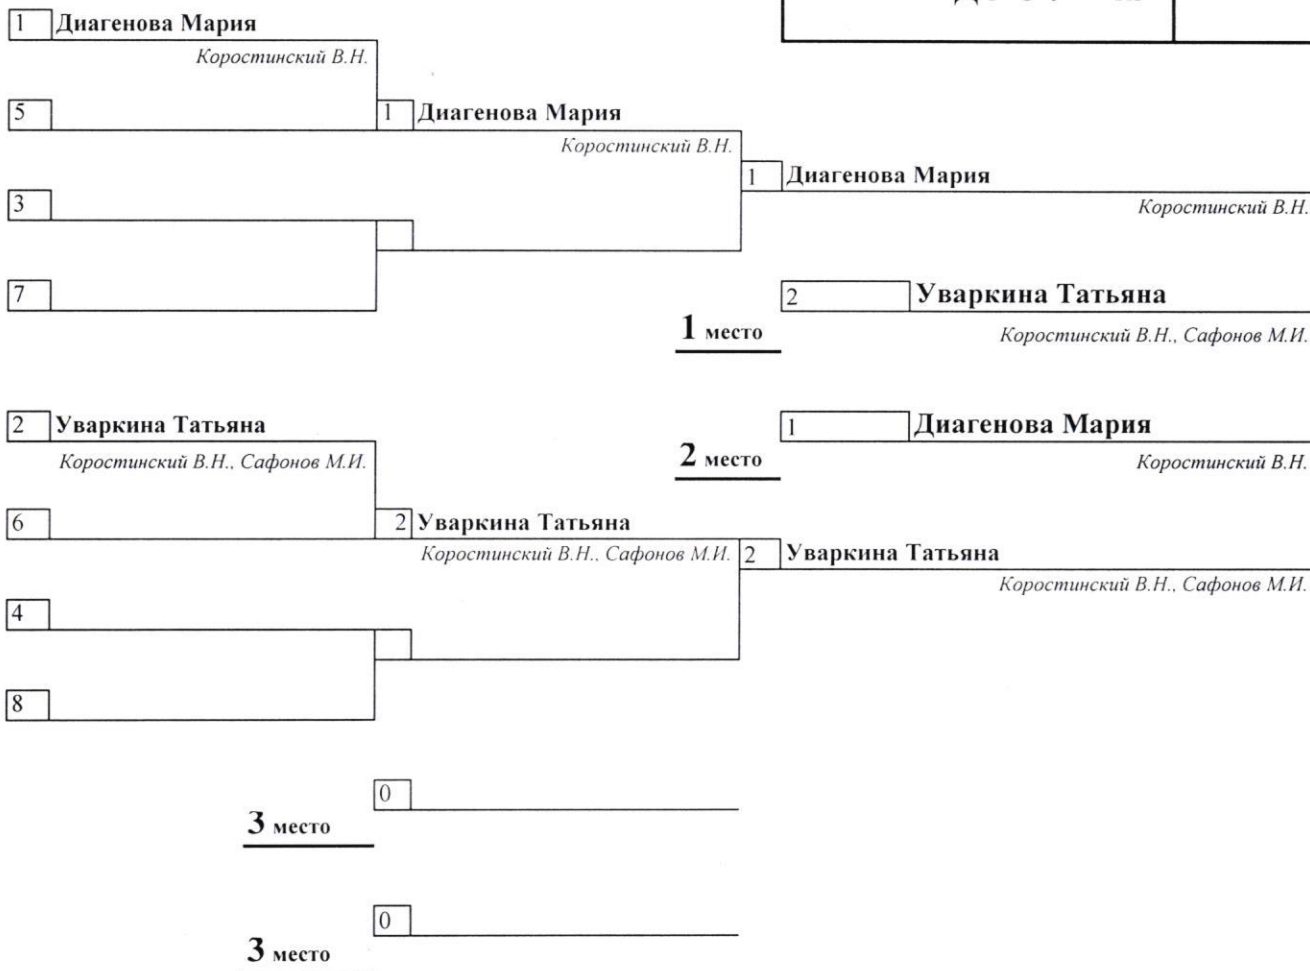 1 Диагенова Мария
Коростинский В.Н.
5
1 Диагенова Мария
Коростинский В.Н.
1 Диагенова Мария
Коростинский В.Н.
3
7
2 Уваркина Татьяна
1 место
Коростинский В.Н., Сафонов М.И.
2 Уваркина Татьяна
Коростинский В.Н., Сафонов М.И.
1 Диагенова Мария
2 место
Коростинский В.Н.
6
2 Уваркина Татьяна
Коростинский В.Н., Сафонов М.И.
2 Уваркина Татьяна
Коростинский В.Н., Сафонов М.И.
4
8
0
3 место
0
3 место